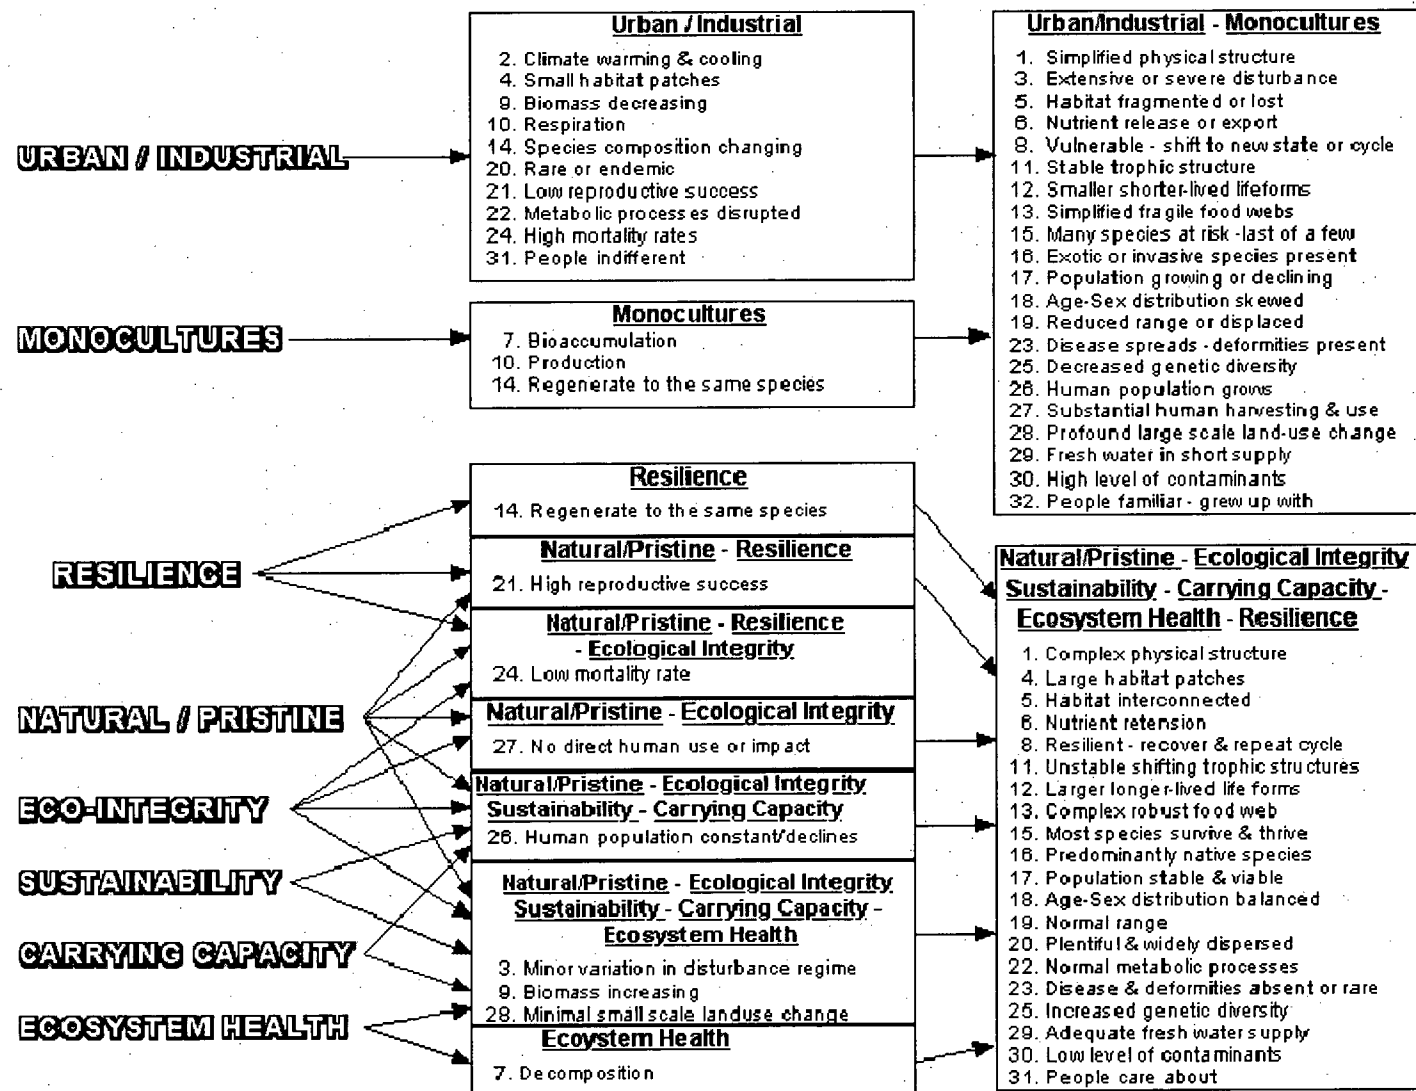 URBAN / INDUSTRIAL
MONOCULTURES
RESILIENCE
NATURAL / PRISTINE
ECO-INTEGRITY
SUSTAINABILITY
CARRYING CAPACITY
ECOSYSTEM HEALTH
Urban / Industrial
2. Climate warming & cooling
4. Small habitat patches
9. Biomass decreasing
10. Respiration
14. Species composition changing
20. Rare or endemic
21. Low reproductive success
22. Metabolic processes disrupted
24. High mortality rates
31. People indifferent
Monocultures
7. Bioaccumulation
10. Production
14. Regenerate to the same species
Resilience
14. Regenerate to the same species
Natural/Pristine - Resilience
21. High reproductive success
Natural/Pristine - Resilience
- Ecological Integrity
24. Low mortality rate
Natural/Pristine - Ecological Integrity
27. No direct human use or impact
Natural/Pristine - Ecological Integrity
Sustainability - Carrying Capacity
26. Human population constant/declines
Natural/Pristine - Ecological Integrity
Sustainability - Carrying Capacity -
Ecosystem Health
3. Minor variation in disturbance regime
9. Biomass increasing
28. Minimal small scale landuse change
Ecoystem Health
7. Decomposition
Urban/Industrial - Monocultures
1. Simplified physical structure
3. Extensive or severe disturbance
5. Habitat fragmented or lost
6. Nutrient release or export
8. Vulnerable - shift to new state or cycle
11. Stable trophic structure
12. Smaller shorter-lived lifeforms
13. Simplified fragile food webs
15. Many species at risk -last of a few
16. Exotic or invasive species present
17. Population growing or declining
18. Age-Sex distribution skewed
19. Reduced range or displaced
23. Disease spreads - deformities present
25. Decreased genetic diversity
26. Human population grows
27. Substantial human harvesting & use
28. Profound large scale land-use change
29. Fresh water in short supply
30. High level of contaminants
32. People familiar - grew up with
Natural/Pristine - Ecological Integrity
Sustainability - Carrying Capacity -
Ecosystem Health - Resilience
1. Complex physical structure
4. Large habitat patches
5. Habitat interconnected
6. Nutrient retention
8. Resilient - recover & repeat cycle
11. Unstable shifting trophic structures
12. Larger longer-lived life forms
13. Complex robust food web
15. Most species survive & thrive
16. Predominantly native species
17. Population stable & viable
18. Age-Sex distribution balanced
19. Normal range
20. Plentiful & widely dispersed
22. Normal metabolic processes
23. Disease & deformities absent or rare
25. Increased genetic diversity
29. Adequate fresh water supply
30. Low level of contaminants
31. People care about